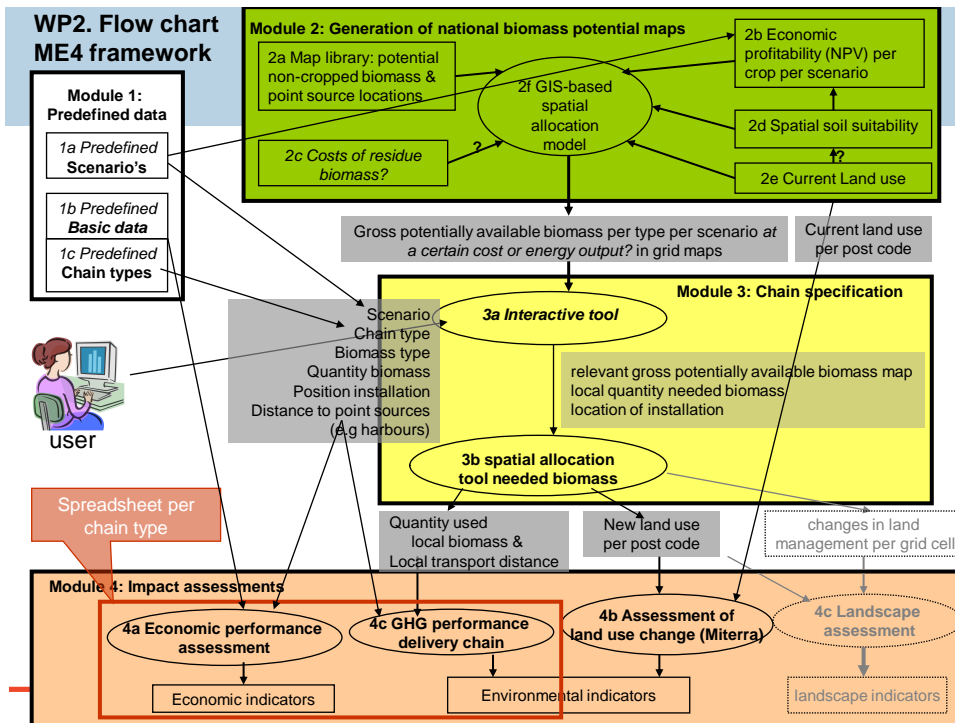 WP2. Flow chart
ME4 framework
Module 1:
Predefined data
1a Predefined
Scenario's
1b Predefined
Basic data
1c Predefined
Chain types
Module 2: Generation of national biomass potential maps
2a Map library: potential
non-cropped biomass &
point source locations
2b Economic
profitability (NPV) per
crop per scenario
2f GIS-based
spatial
allocation
model
2c Costs of residue
biomass?
?
2d Spatial soil suitability
?
2e Current Land use
Gross potentially available biomass per type per scenario at
a certain cost or energy output? in grid maps
Current land use
per post code
Module 3: Chain specification
3a Interactive tool
Scenario
Chain type
Biomass type
Quantity biomass
Position installation
Distance to point sources
(e.g harbours)
user
relevant gross potentially available biomass map
local quantity needed biomass
location of installation
3b spatial allocation
tool needed biomass
Spreadsheet per
chain type
Quantity used
local biomass &
Local transport distance
New land use
per post code
changes in land
management per grid cell
Module 4: Impact assessments
4a Economic performance
assessment
4c GHG performance
delivery chain
4b Assessment of
land use change (Miterra)
4c Landscape
assessment
Economic indicators
Environmental indicators
landscape indicators